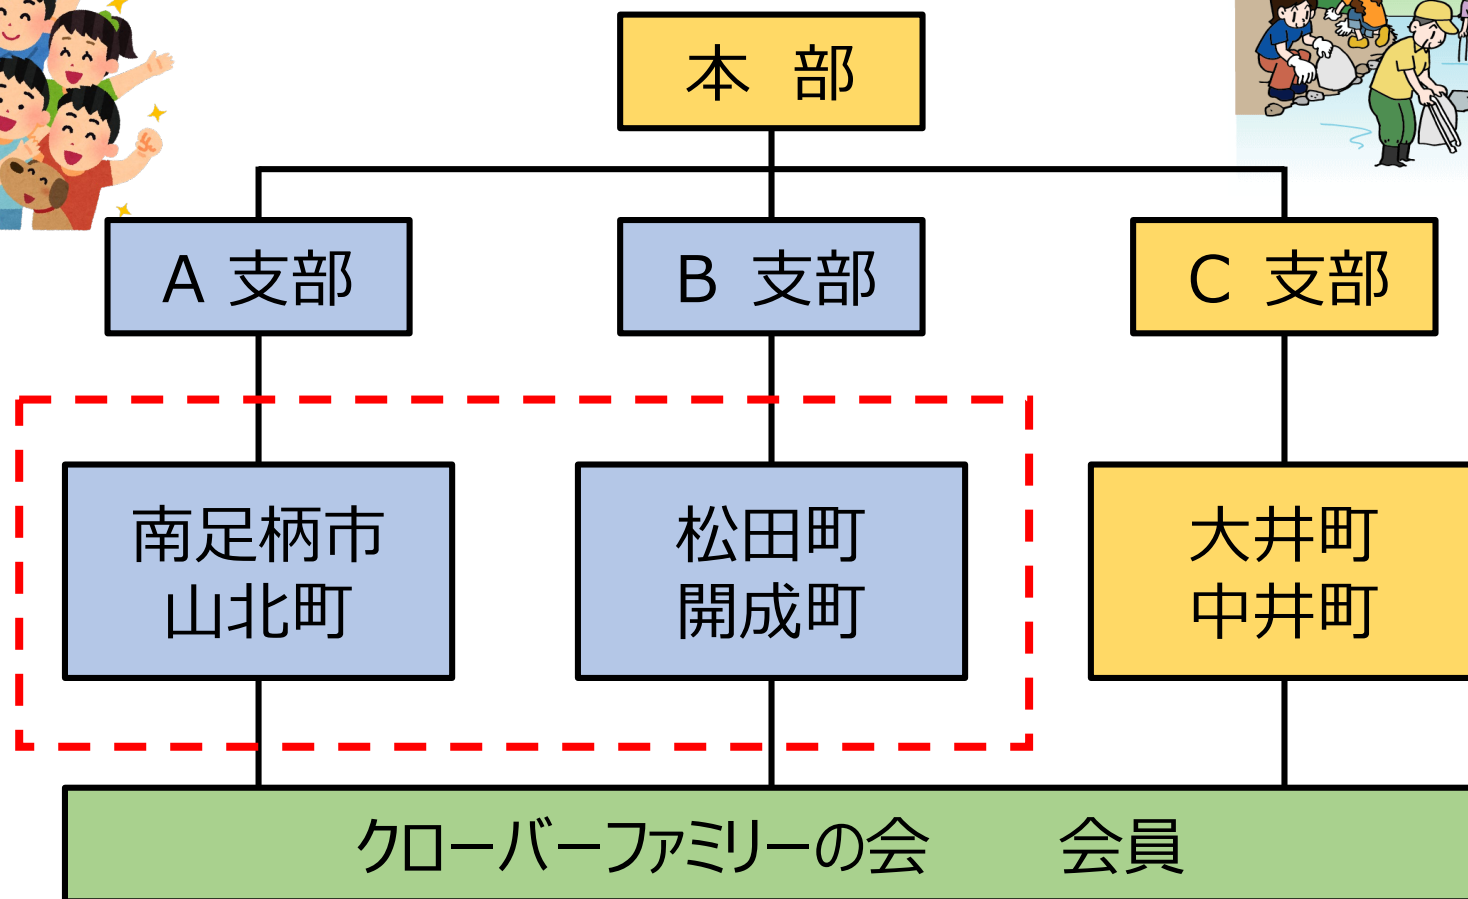 本 部
A 支部
B 支部
C 支部
南足柄市
山北町
松田町
開成町
大井町
中井町
クローバーファミリーの会　　会員